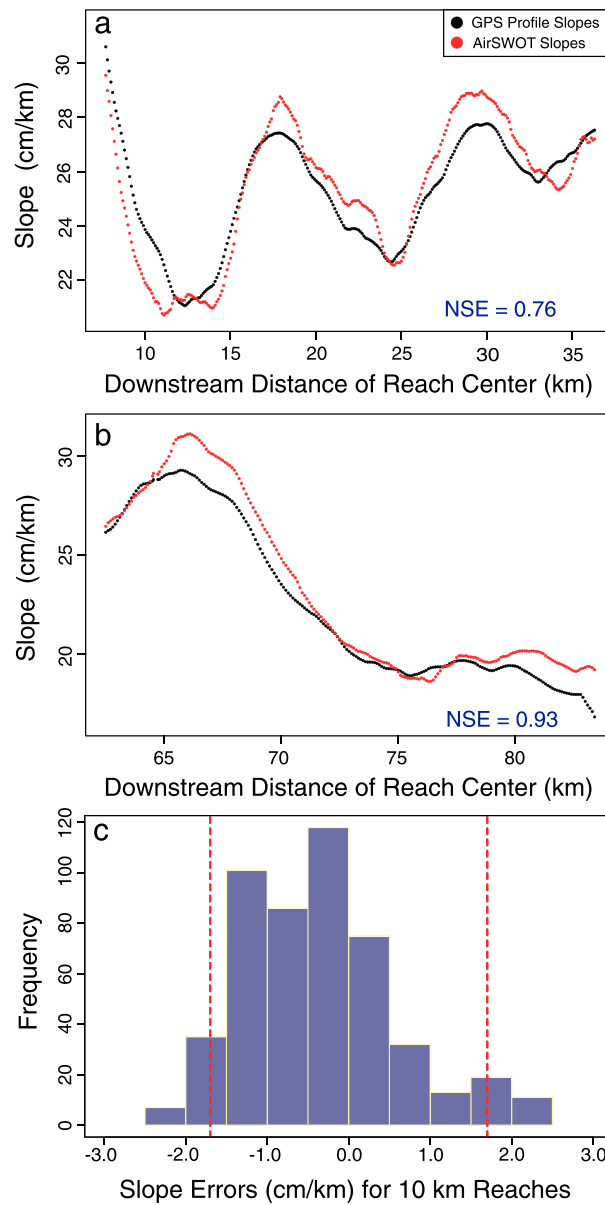 a
GPS Profile Slopes
AirSWOT Slopes
Slope (cm/km)
30
28
26
24
22
NSE = 0.76
10 15 20 25 30 35
Downstream Distance of Reach Center (km)
b
Slope (cm/km)
30
25
20
NSE = 0.93
65 70 75 80
Downstream Distance of Reach Center (km)
c
Frequency
120
100
80
60
40
20
0
-3.0 -2.0 -1.0 0.0 1.0 2.0 3.0
Slope Errors (cm/km) for 10 km Reaches